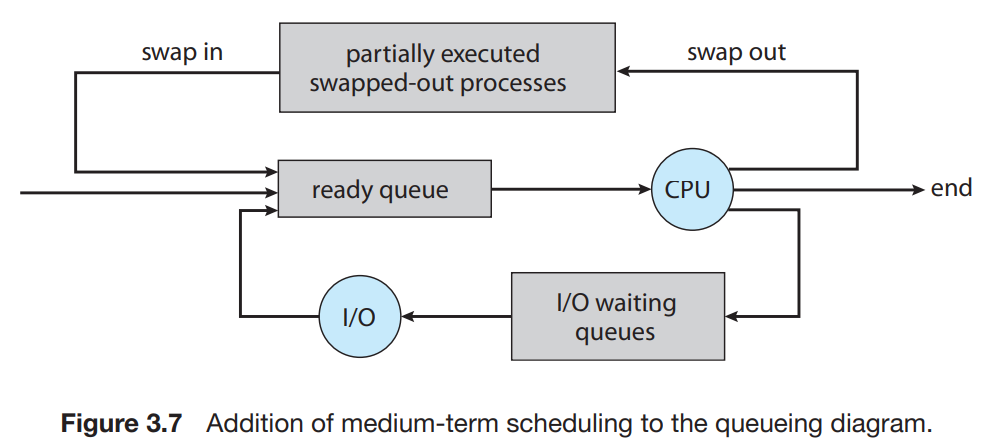 swap in
partially executed
swapped-out processes
swap out
ready queue
CPU
end
I/O
I/O waiting
queues
Figure 3.7 Addition of medium-term scheduling to the queueing diagram.